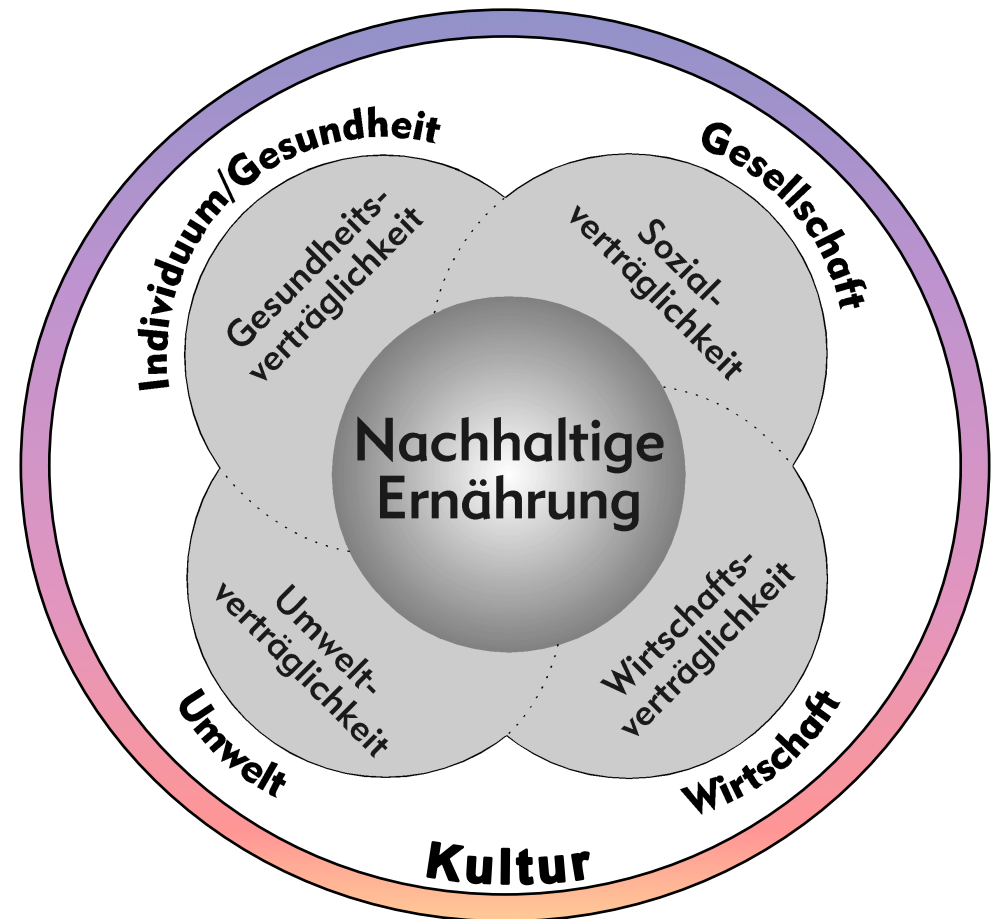 Individuum/Gesundheit
Gesellschaft
Gesundheits-
verträglichkeit
Sozial-
verträglichkeit
Nachhaltige
Ernährung
Umwelt-
verträglichkeit
Wirtschafts-
verträglichkeit
Umwelt
Wirtschaft
Kultur